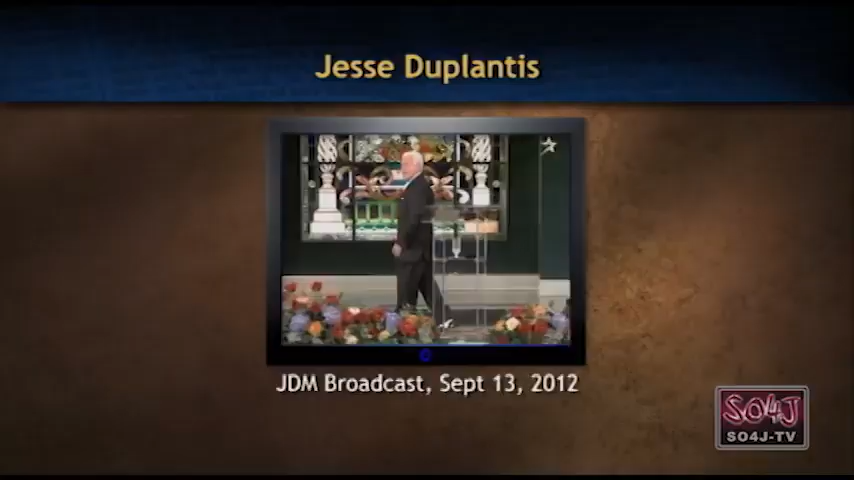 Jesse Duplantis
JDM Broadcast, Sept 13, 2012
SO4J
SO4J-TV